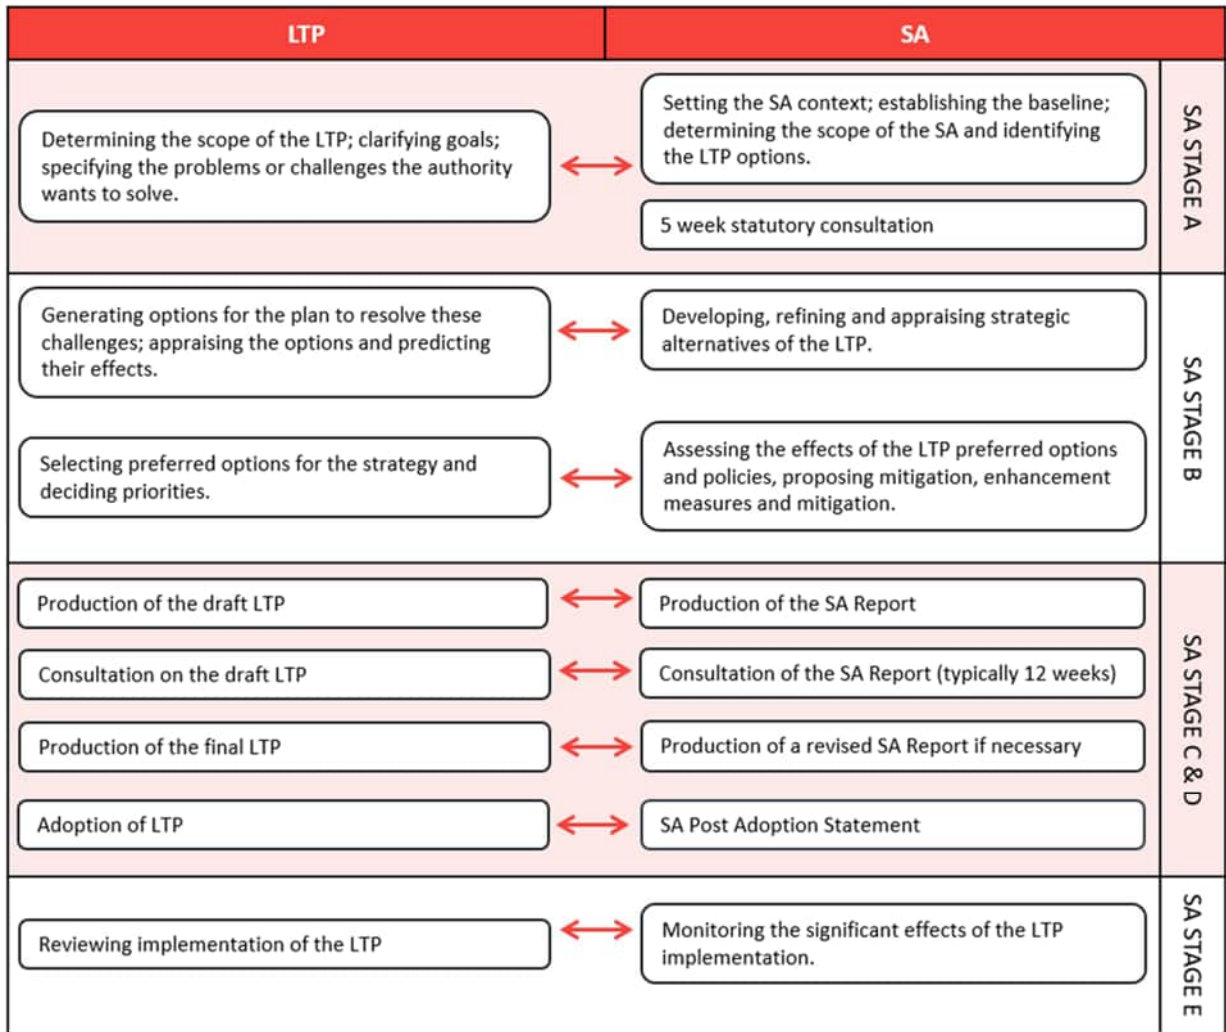 LTP
SA
Determining the scope of the LTP; clarifying goals;
specifying the problems or challenges the authority
wants to solve.
Setting the SA context; establishing the baseline;
determining the scope of the SA and identifying
the LTP options.
5 week statutory consultation
SA STAGE A
Generating options for the plan to resolve these
challenges; appraising the options and predicting
their effects.
Developing, refining and appraising strategic
alternatives of the LTP.
Selecting preferred options for the strategy and
deciding priorities.
Assessing the effects of the LTP preferred options
and policies, proposing mitigation, enhancement
measures and mitigation.
SA STAGE B
Production of the draft LTP
Production of the SA Report
Consultation on the draft LTP
Consultation of the SA Report (typically 12 weeks)
Production of the final LTP
Production of a revised SA Report if necessary
Adoption of LTP
SA Post Adoption Statement
SA STAGE C & D
Reviewing implementation of the LTP
Monitoring the significant effects of the LTP
implementation.
SA STAGE E